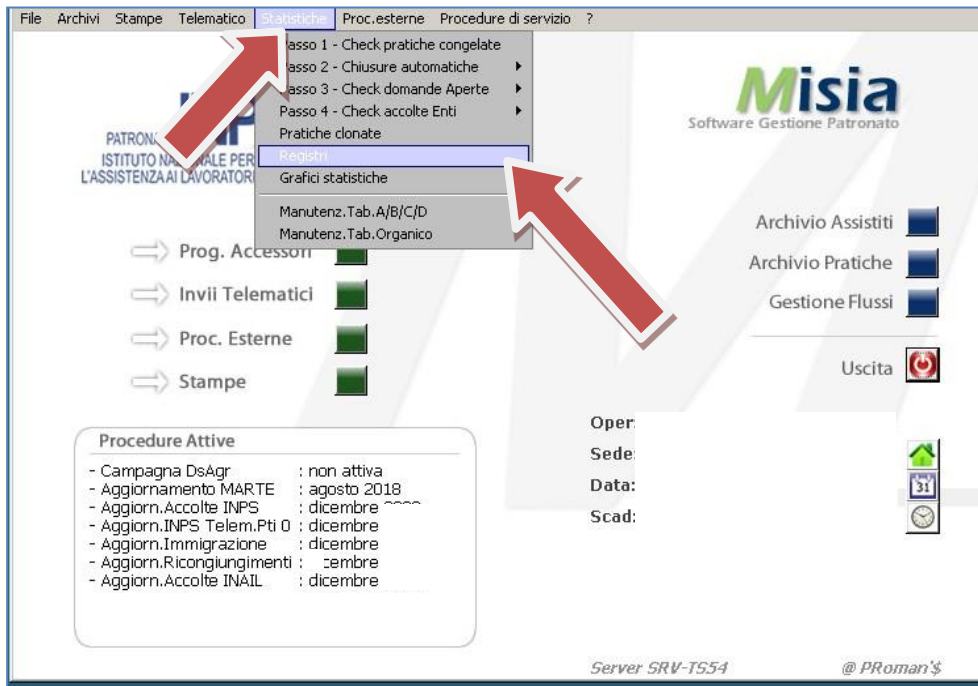 File Archivi Stampe Telematico Statistiche Proc.esterne Procedure di servizio ?
Passo 1 - Check pratiche congelate
Passo 2 - Chiusure automatiche
Passo 3 - Check domande Aperte
Passo 4 - Check accolte Enti
Pratiche clonate
Registri
Grafici statistiche
Manutenz.Tab.A/B/C/D
Manutenz.Tab.Organico
ISTITUTO
L'ASSISTENZA AI LAVORATORI
Misia
Software Gestione Patronato
Prog. Accessori
Invii Telematici
Proc. Esterne
Stampe
Archivio Assistiti
Archivio Pratiche
Gestione Flussi
Uscita
Procedure Attive
- Campagna DsAgr : non attiva
- Aggiornamento MARTE : agosto 2018
- Aggiorn.Accolte INPS : dicembre
- Aggiorn.INPS Telem.Pti 0 : dicembre
- Aggiorn.Immigrazione : dicembre
- Aggiorn.Ricongiungimenti :
- Aggiorn.Accolte INAIL : dicembre
Oper:
Sede:
Data:
Scad:
31
Server SRV-TS54
@ PRoman'$